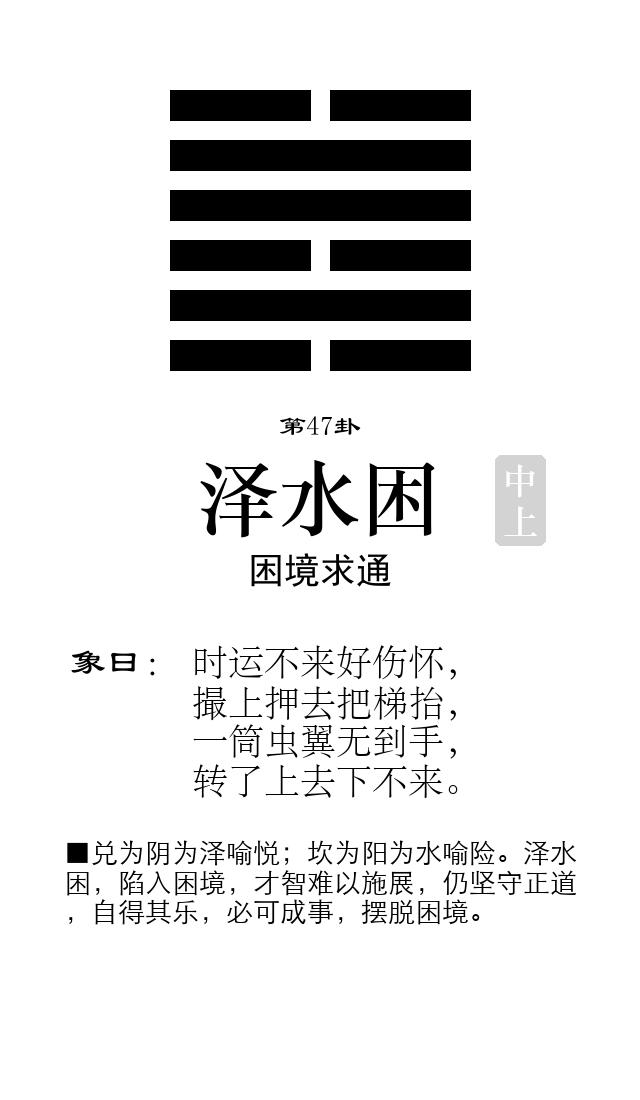 第47卦
泽水困
中上
困境求通
象曰：时运不来好伤怀，
撮上押去把梯抬，
一筒虫翼无到手，
转了上去下不来。
■兑为阴为泽喻悦；坎为阳为水喻险。泽水
困，陷入困境，才智难以施展，仍坚守正道
，自得其乐，必可成事，摆脱困境。